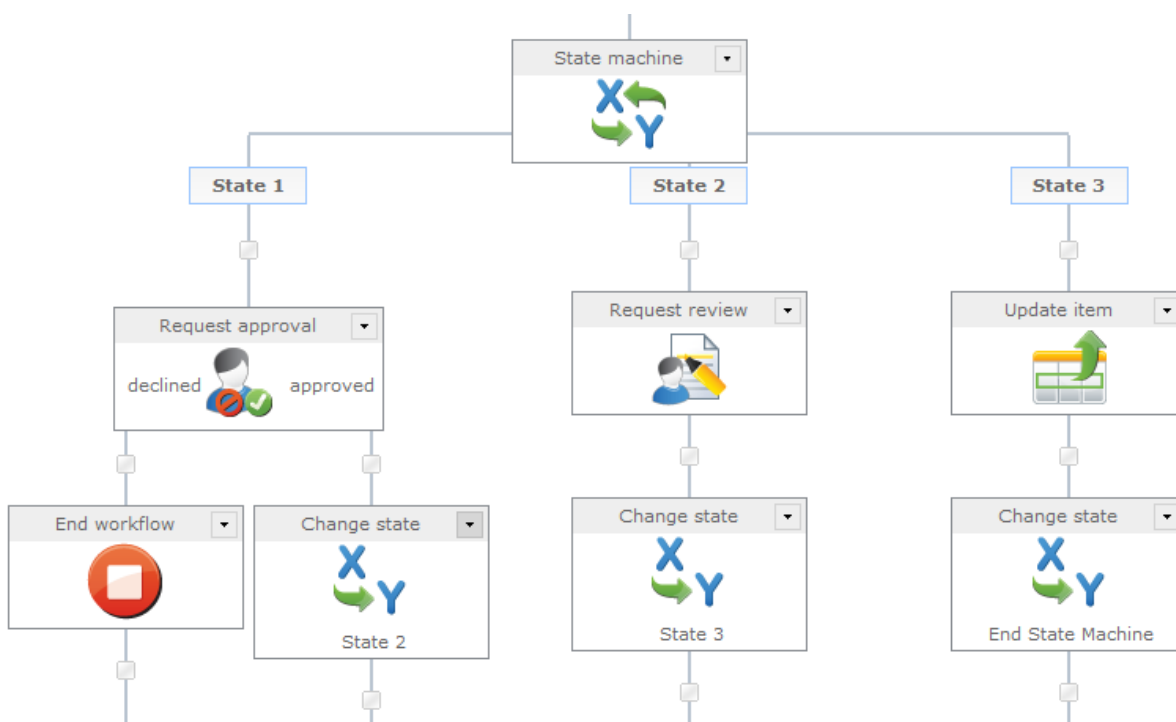 State machine
X
Y
State 1
State 2
State 3
Request approval
declined
approved
Request review
Update item
End workflow
Change state
X
Y
State 2
Change state
X
Y
State 3
Change state
X
Y
End State Machine